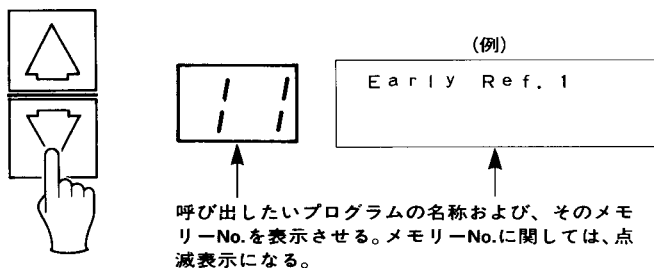 (例)
11
Early Ref. 1
呼び出したいプログラムの名称および、そのメモ
リーNo.を表示させる。メモリーNo.に関しては、点
滅表示になる。